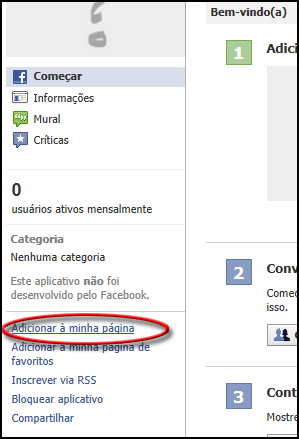 Bem-vindo(a)
Começar
Informações
Mural
Críticas
0
usuários ativos mensalmente
Categoria
Nenhuma categoria
Este aplicativo não foi
desenvolvido pelo Facebook.
Adicionar à minha página
Adicionar à minha página de
favoritos
Inscrever via RSS
Bloquear aplicativo
Compartilhar
1
Adici
2
Conv
Começ
isso.
3
Cont
Mostre